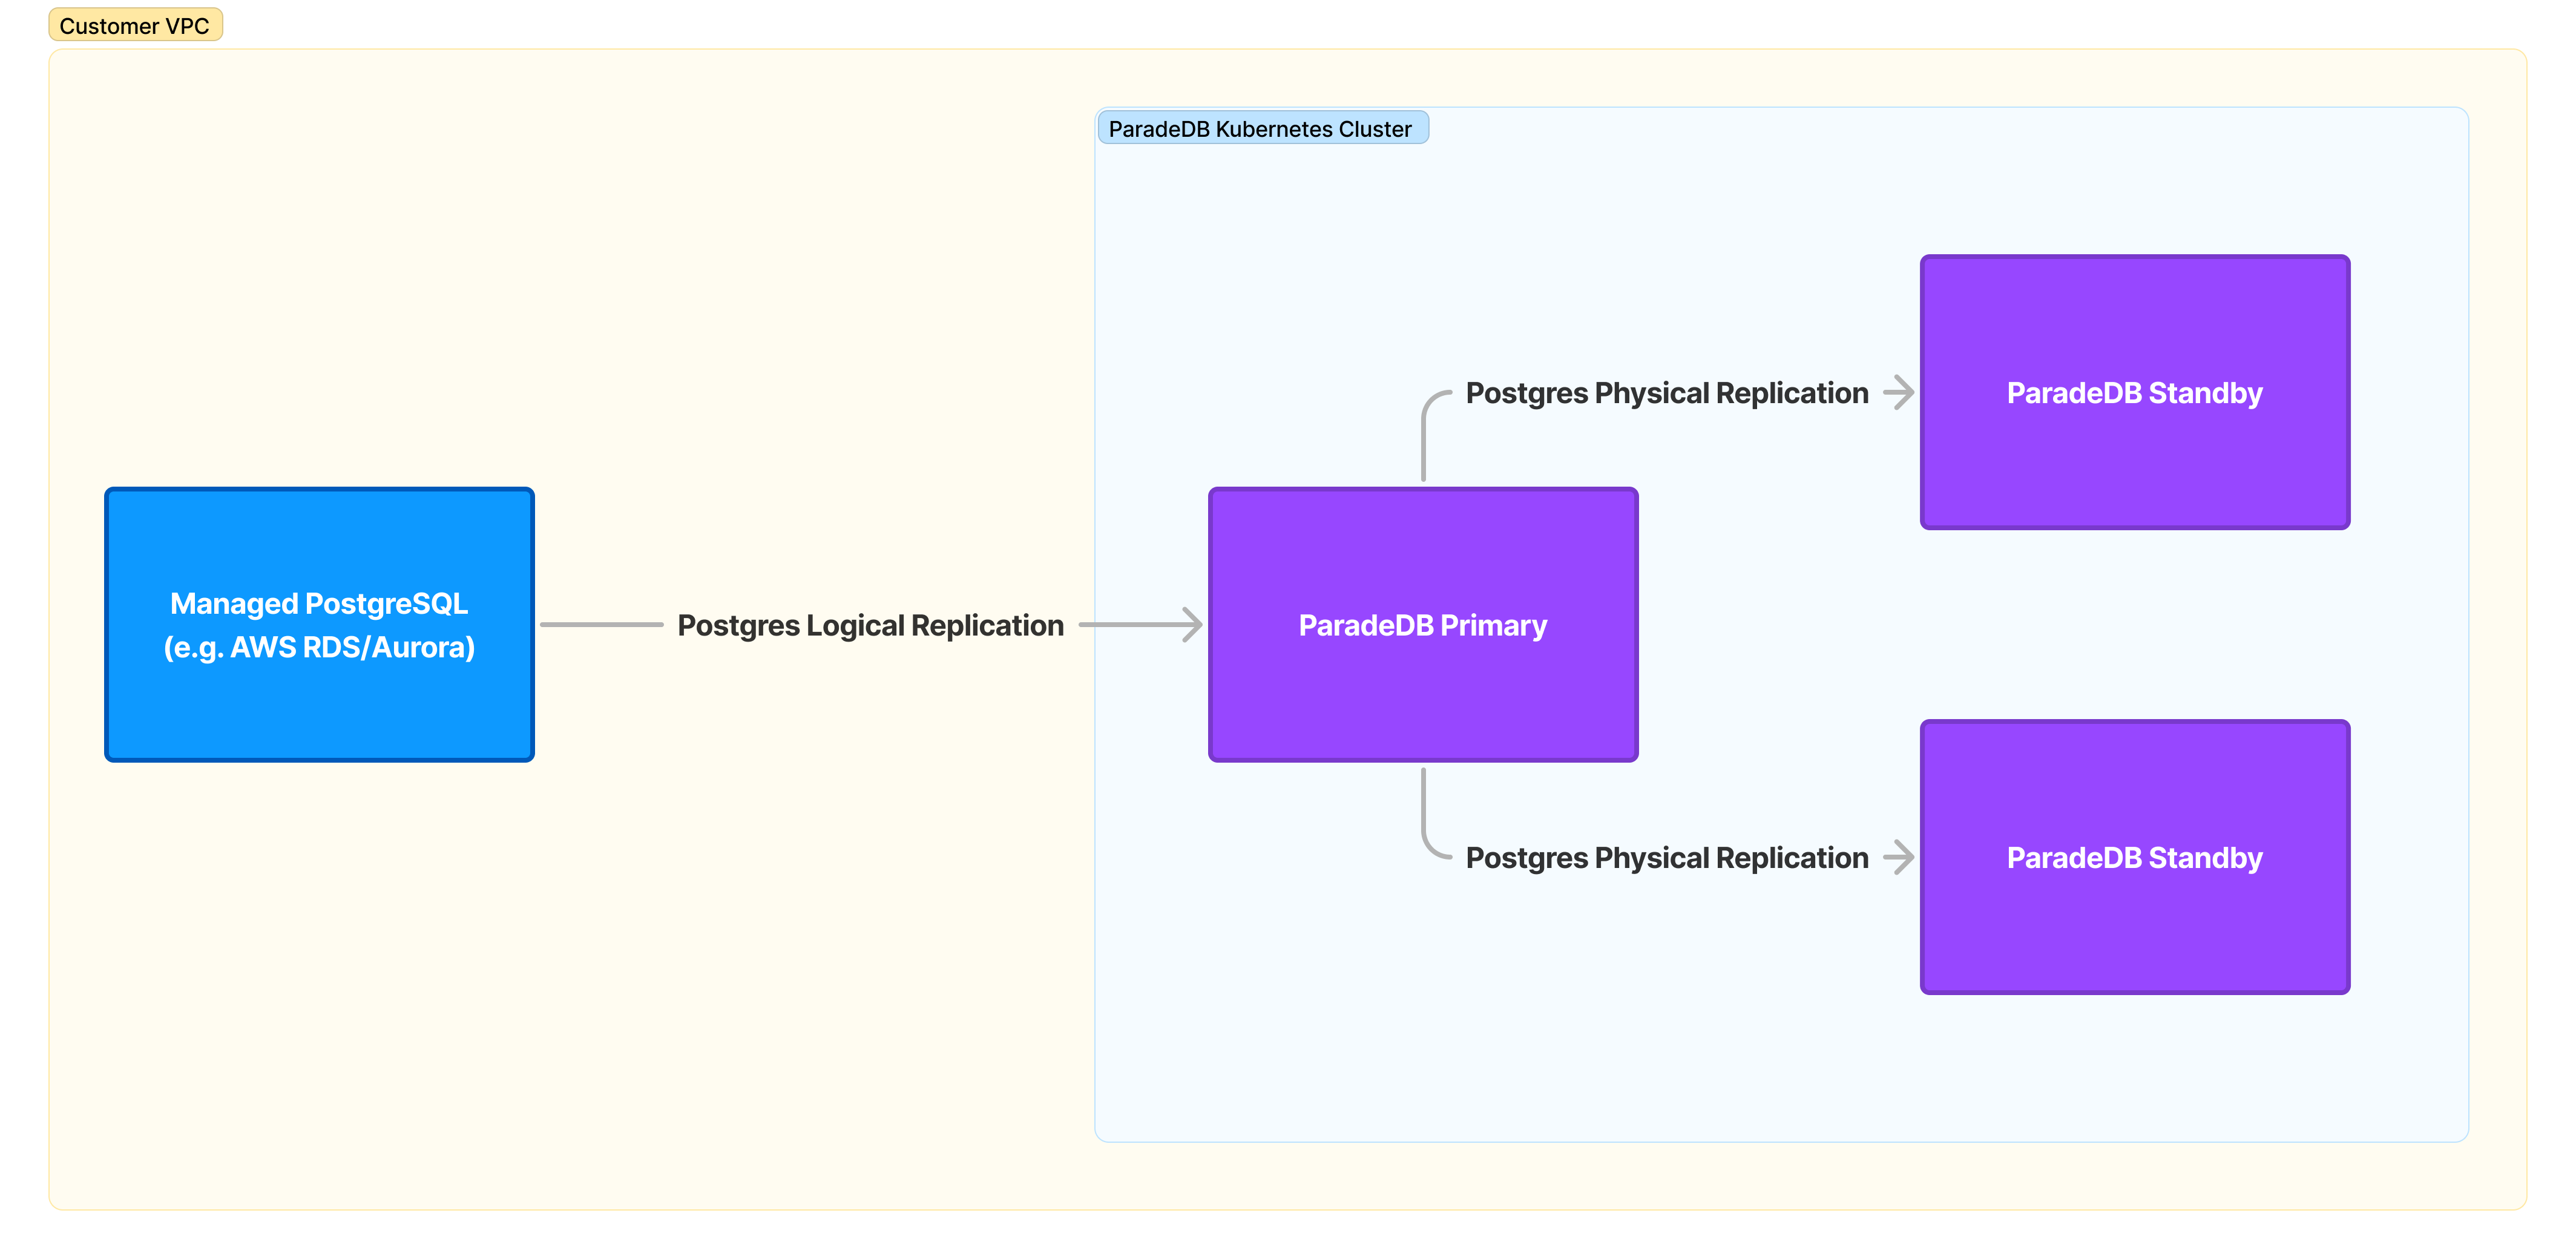 Customer VPC
ParadeDB Kubernetes Cluster
Postgres Physical Replication
ParadeDB Standby
Managed PostgreSQL
(e.g. AWS RDS/Aurora)
Postgres Logical Replication
ParadeDB Primary
Postgres Physical Replication
ParadeDB Standby